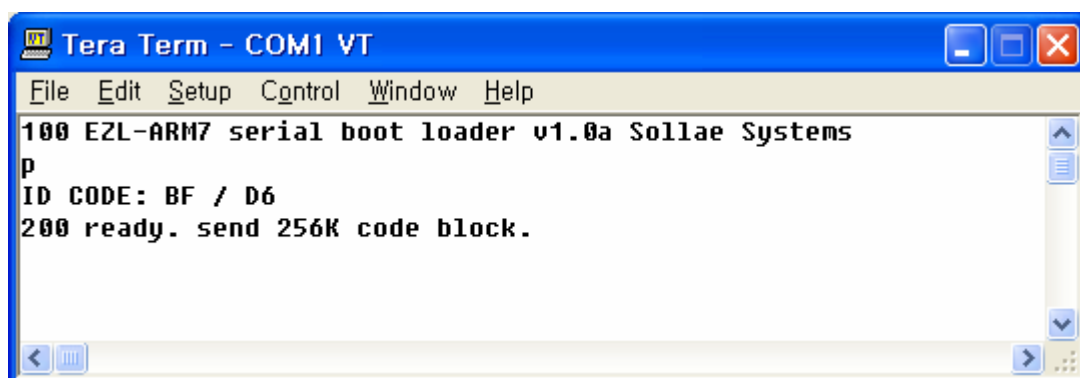 Tera Term - COM1 VT
File Edit Setup Control Window Help
100 EZL-ARM7 serial boot loader v1.0a Sollae Systems
p
ID CODE: BF / D6
200 ready. send 256K code block.